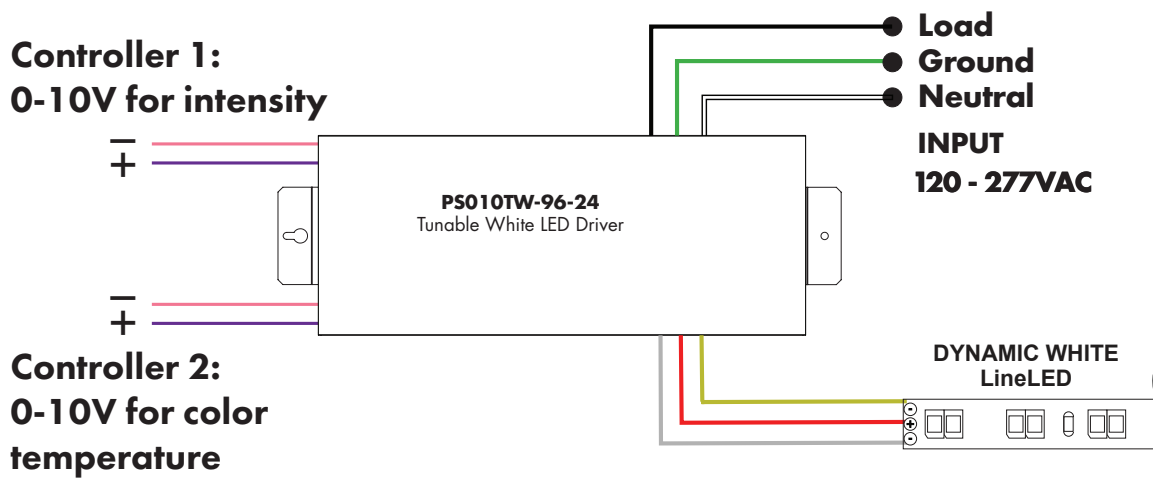 Controller 1:
0-10V for intensity
−
+
Load
Ground
Neutral
INPUT
120 - 277VAC
PS010TW-96-24
Tunable White LED Driver
−
+
Controller 2:
0-10V for color
temperature
DYNAMIC WHITE
LineLED
-
+
-